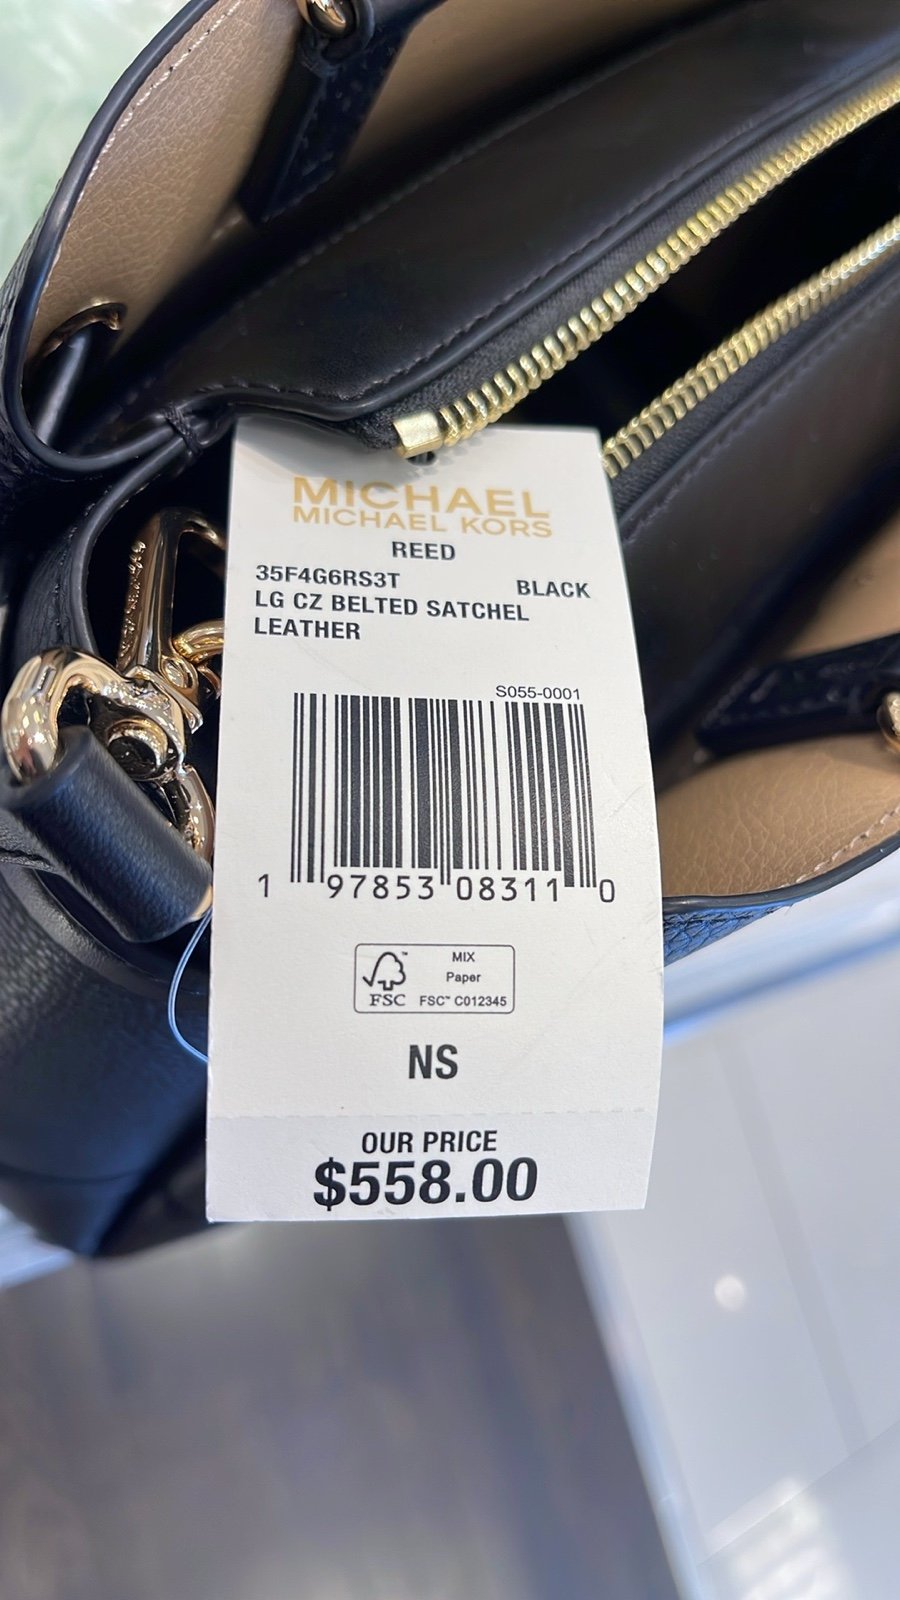 MICHAEL
MICHAEL KORS
REED
35F4G6RS3T BLACK
LG CZ BELTED SATCHEL
LEATHER
S055-0001
1 97853 08311 0
FSC
MIX
Paper
FSC™ C012345
NS
OUR PRICE
$558.00